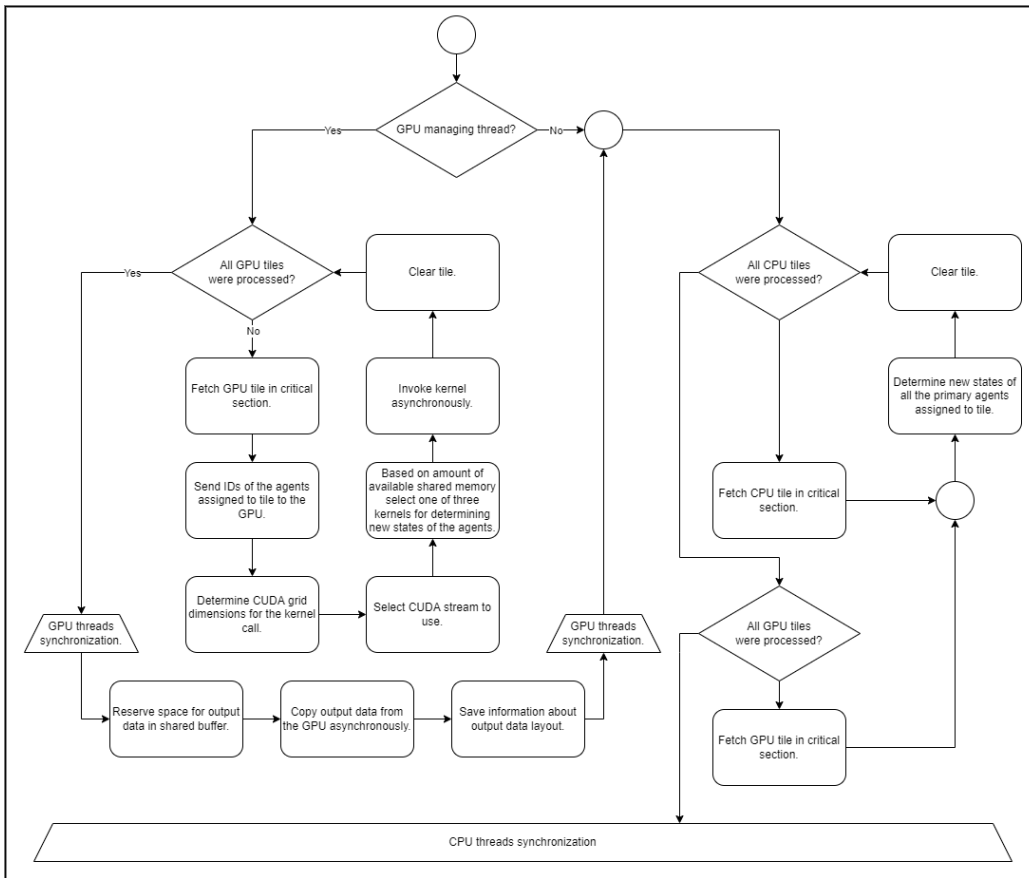 GPU managing thread?
Yes
No
All GPU tiles
were processed?
Yes
No
Clear tile.
Fetch GPU tile in critical
section.
Invoke kernel
asynchronously.
Send IDs of the agents
assigned to tile to the
GPU.
Based on amount of
available shared memory
select one of three
kernels for determining
new states of the agents.
Determine CUDA grid
dimensions for the kernel
call.
Select CUDA stream to
use.
GPU threads
synchronization.
Reserve space for output
data in shared buffer.
Copy output data from
the GPU asynchronously.
Save information about
output data layout.
GPU threads
synchronization.
All CPU tiles
were processed?
Clear tile.
Determine new states of
all the primary agents
assigned to tile.
Fetch CPU tile in critical
section.
All GPU tiles
were processed?
Fetch GPU tile in critical
section.
CPU threads synchronization